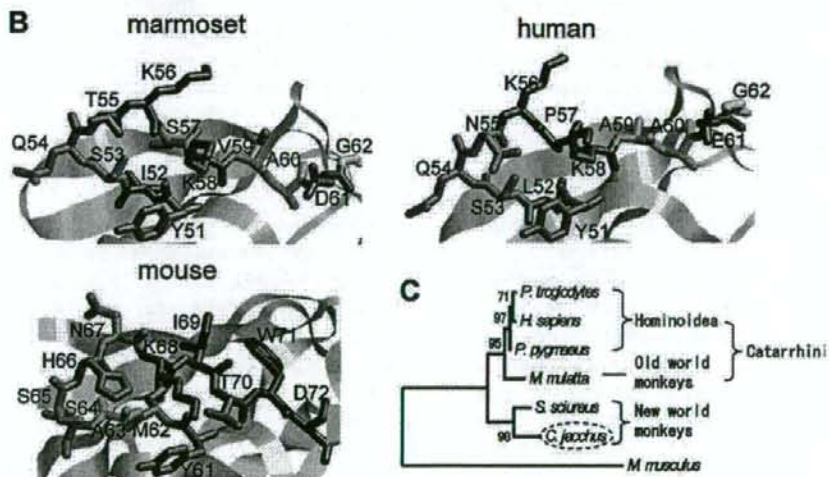 B
marmoset
K56
T55
Q54
S53
S57
I52
V59
K58
A60
G62
D61
Y51
human
K56
N55
P57
A59
A60
G62
E61
K58
Q54
L52
S53
Y51
mouse
N67
I69
K68
W71
H66
T70
S65
S64
D72
A63
M62
Y61
C
71
P. troglodytes
97
H. sapiens
Hominoidea
95
P. pygmaeus
Catarrhini
M. mulatta
Old world
monkeys
S. sciureus
New world
98
C. jacchus
monkeys
M. musculus